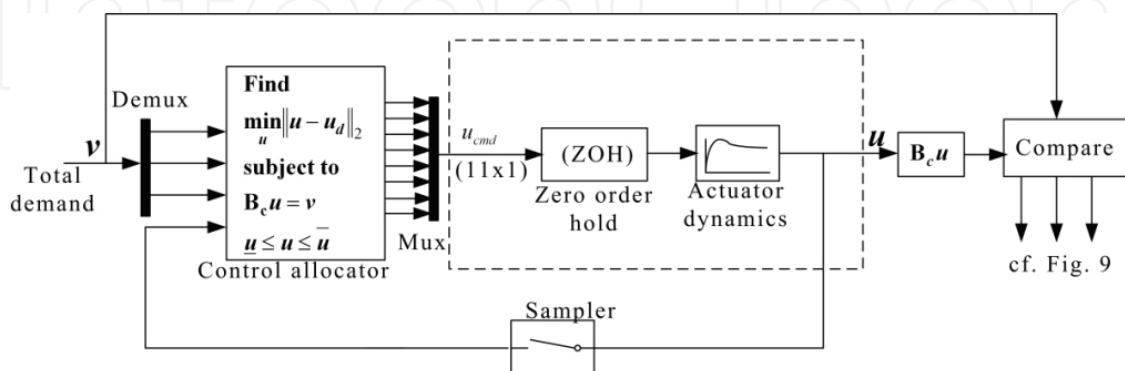 Demux
v
Total
demand
Find
min‖u − u_d‖₂
u
subject to
B_c u = v
u̲ ≤ u ≤ u̅
Control allocator
Mux
u_cmd
(11x1)
(ZOH)
Zero order
hold
Actuator
dynamics
u
B_c u
Compare
cf. Fig. 9
Sampler